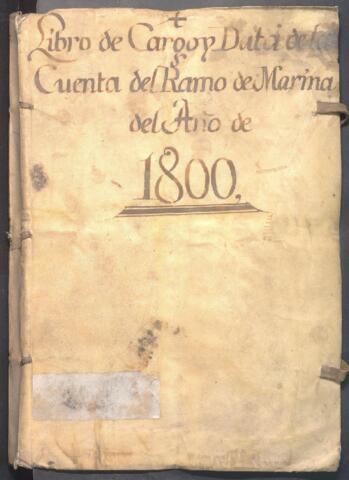 Libro de Cargo y Data de la
Cuenta del Ramo de Marina
del Año de
1800,